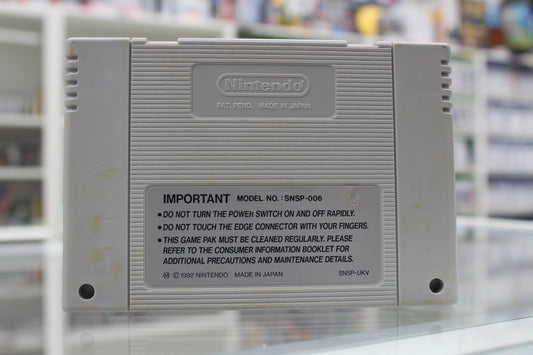 Nintendo
PAT. PEND. MADE IN JAPAN
IMPORTANT MODEL NO.: SNSP-006
• DO NOT TURN THE POWER SWITCH ON AND OFF RAPIDLY.
• DO NOT TOUCH THE EDGE CONNECTOR WITH YOUR FINGERS.
• THIS GAME PAK MUST BE CLEANED REGULARLY. PLEASE
REFER TO THE CONSUMER INFORMATION BOOKLET FOR
ADDITIONAL PRECAUTIONS AND MAINTENANCE DETAILS.
Ⓜ © 1992 NINTENDO MADE IN JAPAN SNSP-UKV